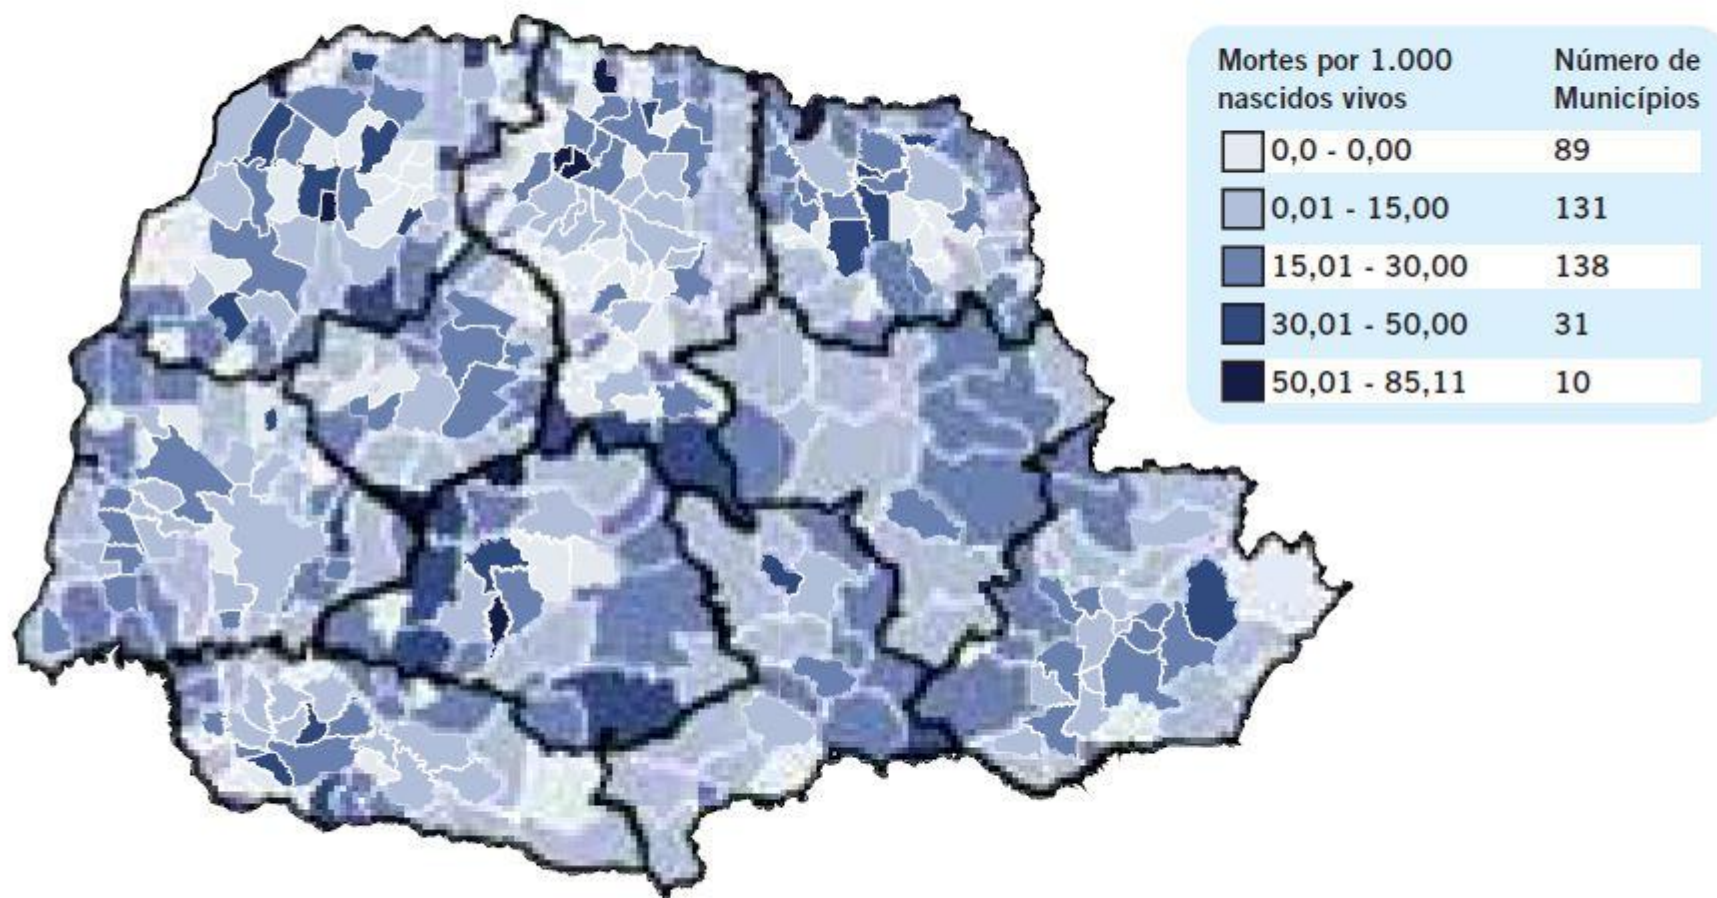 Mortes por 1.000 Número de
nascidos vivos Municípios
0,0 - 0,00 89
0,01 - 15,00 131
15,01 - 30,00 138
30,01 - 50,00 31
50,01 - 85,11 10